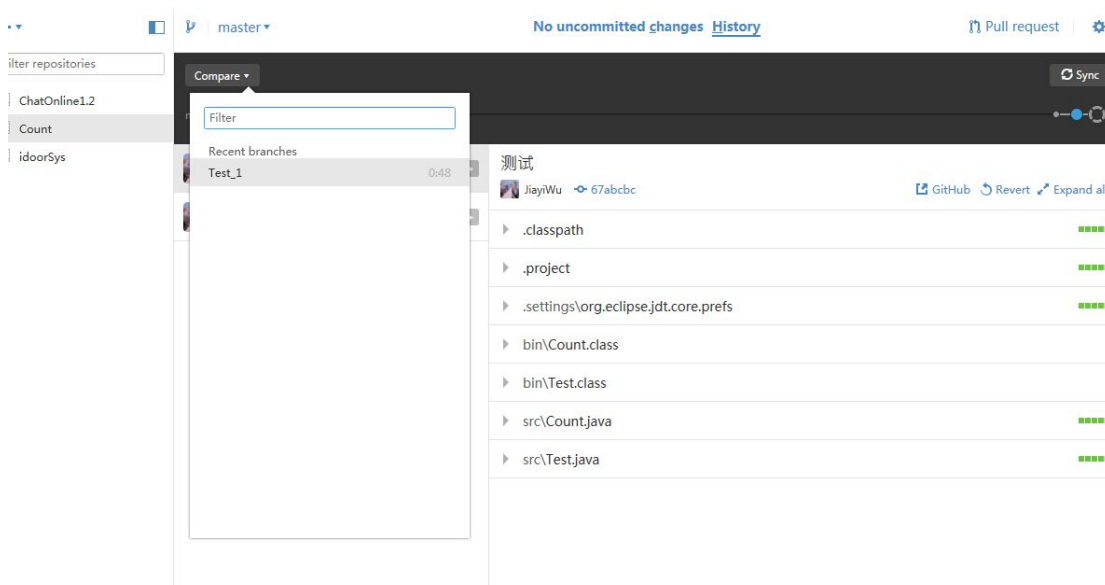 master
No uncommitted changes History
Pull request
ilter repositories
Compare
Sync
ChatOnline1.2
Count
idoorSys
Filter
Recent branches
Test_1 0:48
测试
JiayiWu 67abcbc
GitHub Revert Expand al
.classpath
.project
.settings\org.eclipse.jdt.core.prefs
bin\Count.class
bin\Test.class
src\Count.java
src\Test.java